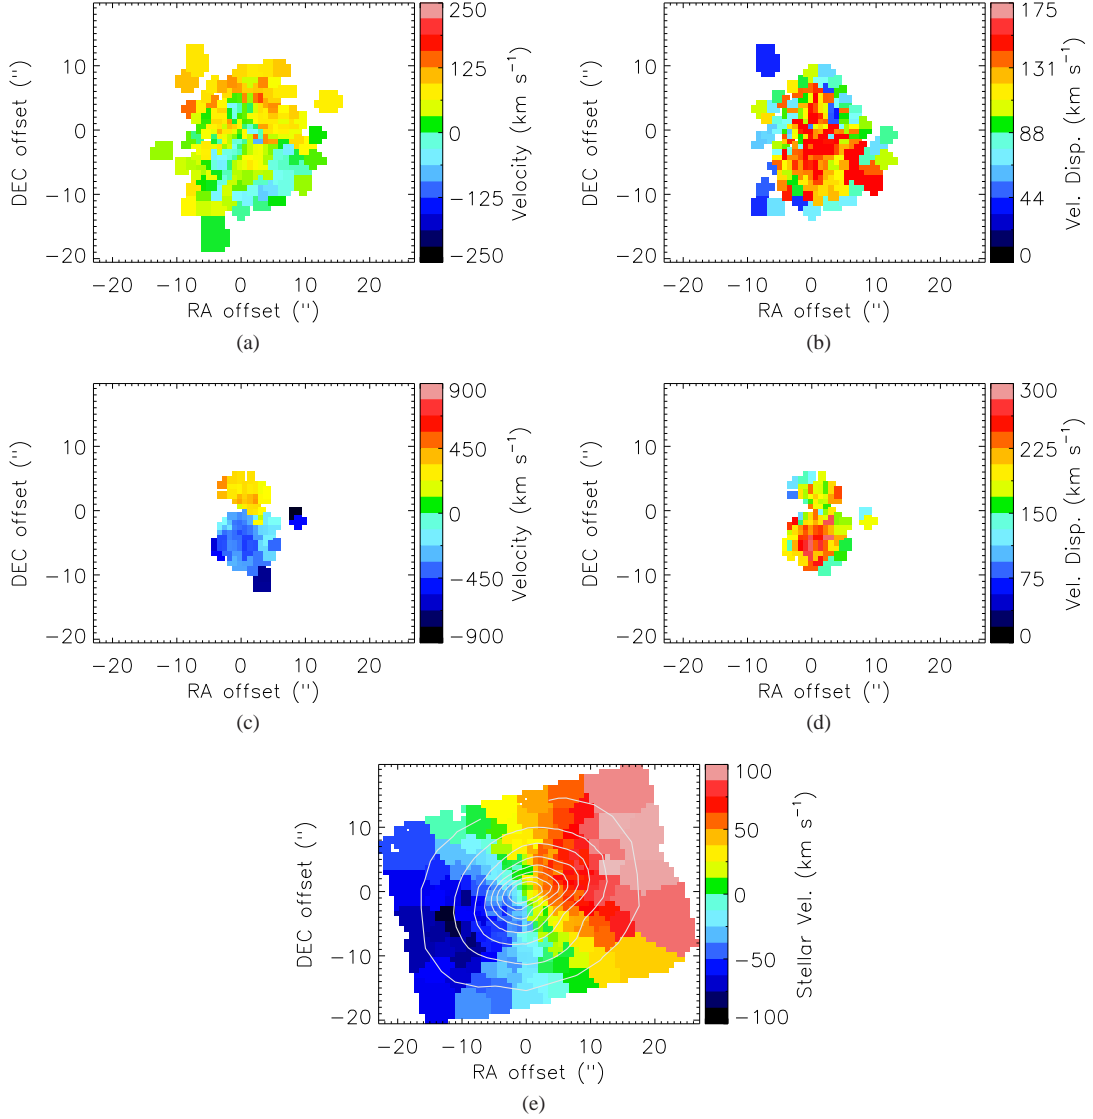 250
125
0
−125
−250
Velocity (km s⁻¹)
10
0
−10
−20
DEC offset ('')
−20 −10 0 10 20
RA offset ('')
(a)
175
131
88
44
0
Vel. Disp. (km s⁻¹)
10
0
−10
−20
DEC offset ('')
−20 −10 0 10 20
RA offset ('')
(b)
900
450
0
−450
−900
Velocity (km s⁻¹)
10
0
−10
−20
DEC offset ('')
−20 −10 0 10 20
RA offset ('')
(c)
300
225
150
75
0
Vel. Disp. (km s⁻¹)
10
0
−10
−20
DEC offset ('')
−20 −10 0 10 20
RA offset ('')
(d)
100
50
0
−50
−100
Stellar Vel. (km s⁻¹)
10
0
−10
−20
DEC offset ('')
−20 −10 0 10 20
RA offset ('')
(e)